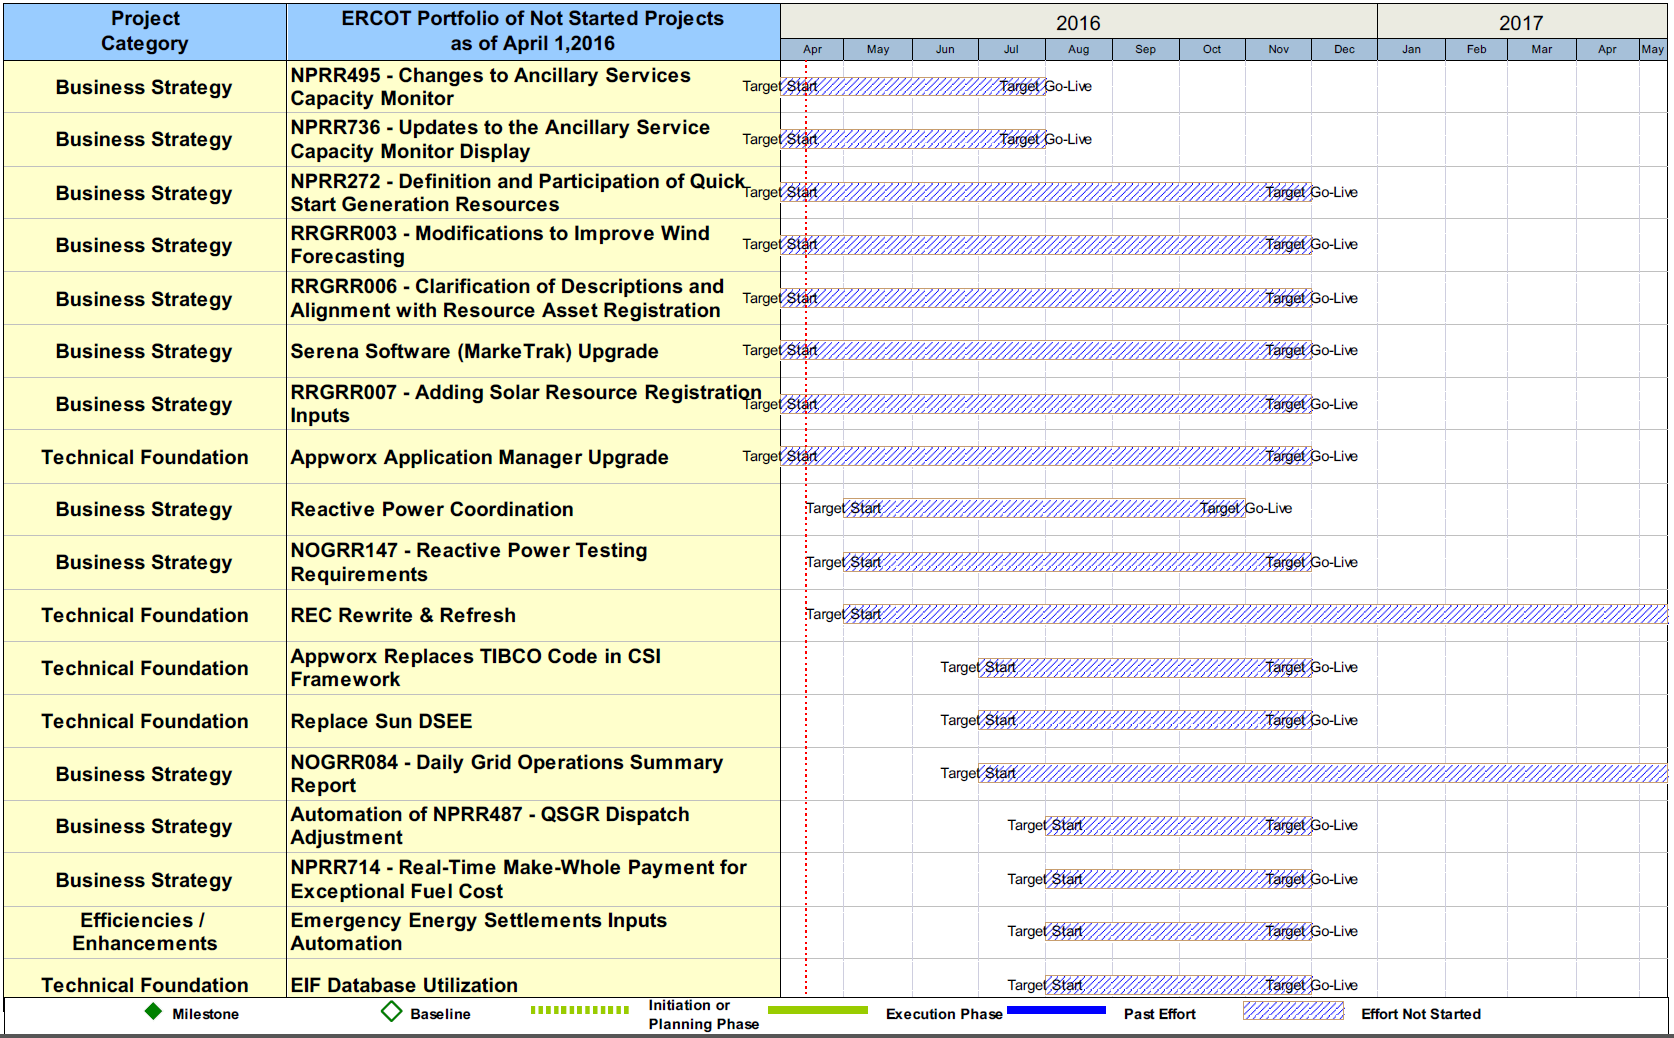 Project
Category
ERCOT Portfolio of Not Started Projects
as of April 1,2016
2016
2017
Apr May Jun Jul Aug Sep Oct Nov Dec Jan Feb Mar Apr May
Business Strategy
NPRR495 - Changes to Ancillary Services
Capacity Monitor
Target Start
Target Go-Live
Business Strategy
NPRR736 - Updates to the Ancillary Service
Capacity Monitor Display
Target Start
Target Go-Live
Business Strategy
NPRR272 - Definition and Participation of Quick
Start Generation Resources
Target Start
Target Go-Live
Business Strategy
RRGRR003 - Modifications to Improve Wind
Forecasting
Target Start
Target Go-Live
Business Strategy
RRGRR006 - Clarification of Descriptions and
Alignment with Resource Asset Registration
Target Start
Target Go-Live
Business Strategy
Serena Software (MarkeTrak) Upgrade
Target Start
Target Go-Live
Business Strategy
RRGRR007 - Adding Solar Resource Registration
Inputs
Target Start
Target Go-Live
Technical Foundation
Appworx Application Manager Upgrade
Target Start
Target Go-Live
Business Strategy
Reactive Power Coordination
Target Start
Target Go-Live
Business Strategy
NOGRR147 - Reactive Power Testing
Requirements
Target Start
Target Go-Live
Technical Foundation
REC Rewrite & Refresh
Target Start
Technical Foundation
Appworx Replaces TIBCO Code in CSI
Framework
Target Start
Target Go-Live
Technical Foundation
Replace Sun DSEE
Target Start
Target Go-Live
Business Strategy
NOGRR084 - Daily Grid Operations Summary
Report
Target Start
Business Strategy
Automation of NPRR487 - QSGR Dispatch
Adjustment
Target Start
Target Go-Live
Business Strategy
NPRR714 - Real-Time Make-Whole Payment for
Exceptional Fuel Cost
Target Start
Target Go-Live
Efficiencies /
Enhancements
Emergency Energy Settlements Inputs
Automation
Target Start
Target Go-Live
Technical Foundation
EIF Database Utilization
Target Start
Target Go-Live
Milestone
Baseline
Initiation or
Planning Phase
Execution Phase
Past Effort
Effort Not Started